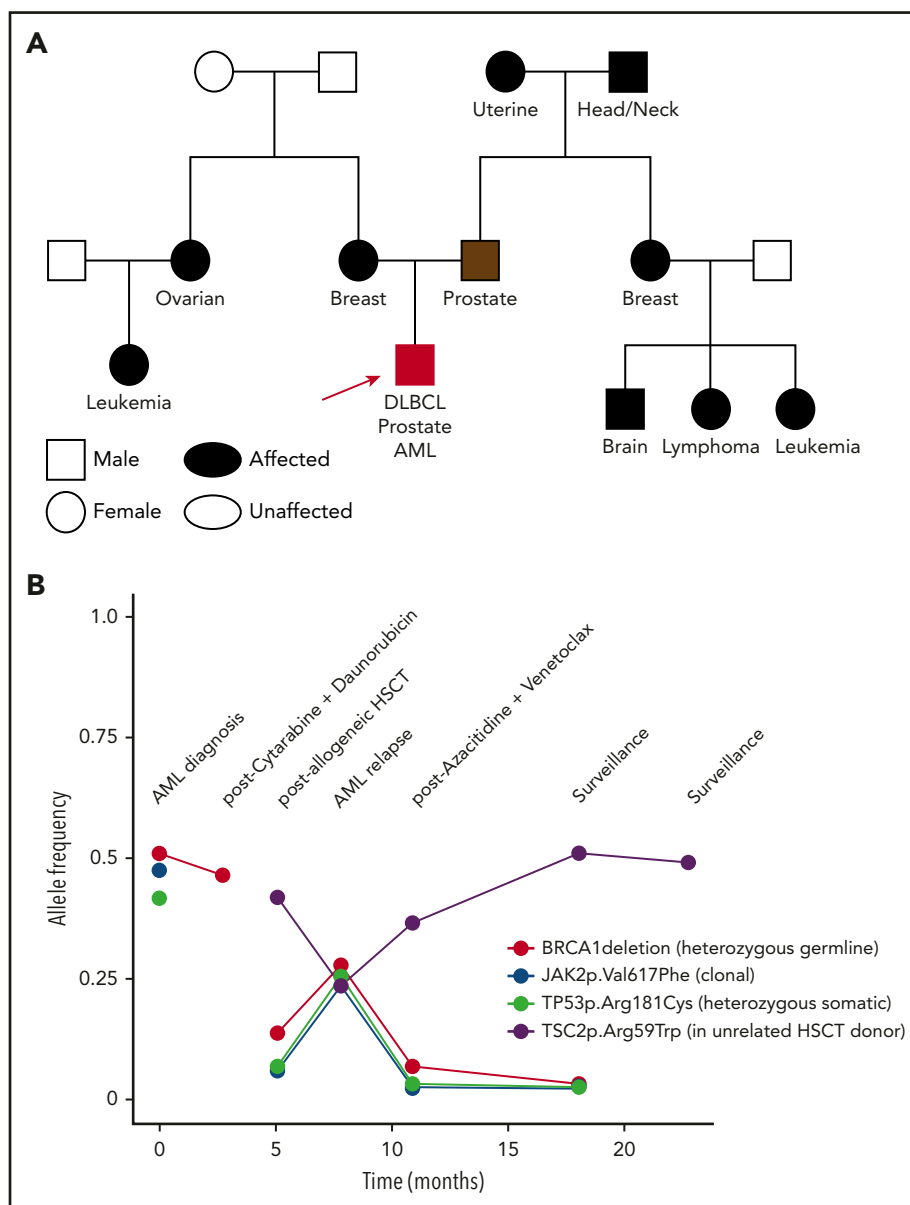 A
Uterine
Head/Neck
Ovarian
Breast
Prostate
Breast
Leukemia
DLBCL
Prostate
AML
Brain
Lymphoma
Leukemia
Male
Affected
Female
Unaffected
B
AML diagnosis
post-Cytarabine + Daunorubicin
post-allogeneic HSCT
AML relapse
post-Azacitidine + Venetoclax
Surveillance
Surveillance
Allele frequency
1.0
0.75
0.5
0.25
0
BRCA1deletion (heterozygous germline)
JAK2p.Val617Phe (clonal)
TP53p.Arg181Cys (heterozygous somatic)
TSC2p.Arg59Trp (in unrelated HSCT donor)
0
5
10
15
20
Time (months)